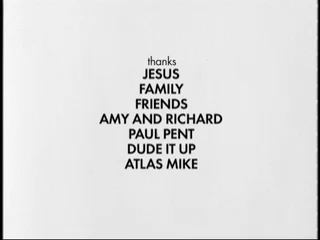 thanks
JESUS
FAMILY
FRIENDS
AMY AND RICHARD
PAUL PENT
DUDE IT UP
ATLAS MIKE